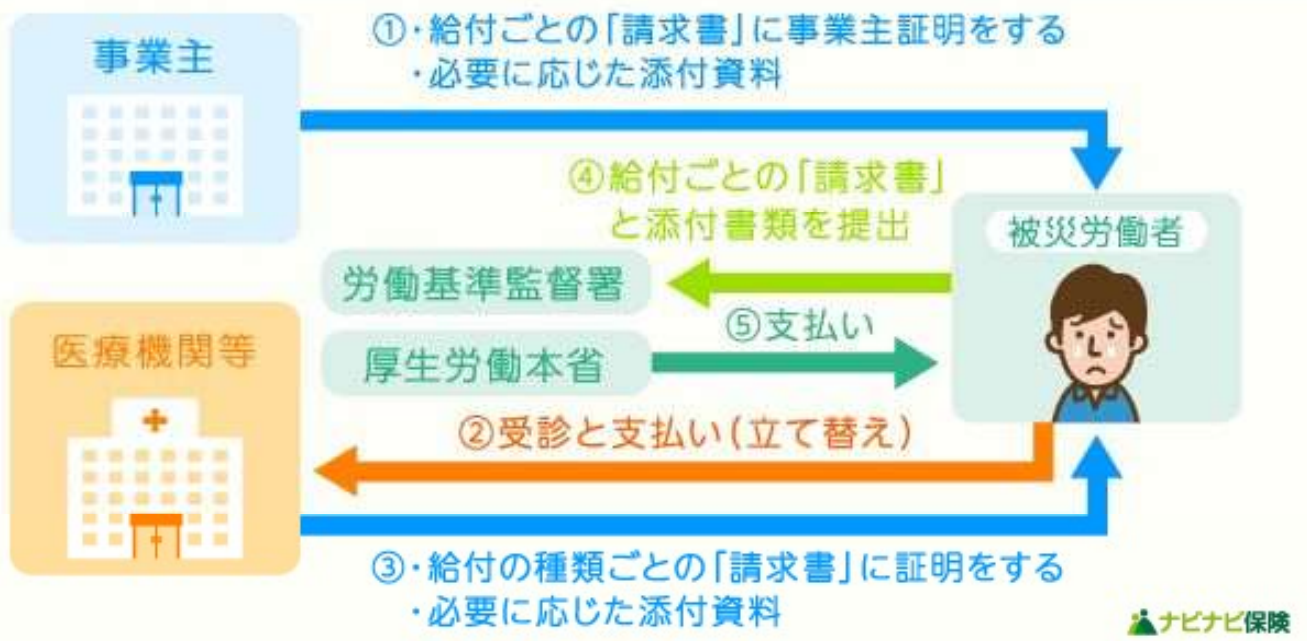 事業主
①・給付ごとの「請求書」に事業主証明をする
・必要に応じた添付資料
④給付ごとの「請求書」
と添付書類を提出
被災労働者
労働基準監督署
⑤支払い
厚生労働本省
医療機関等
②受診と支払い(立て替え)
③・給付の種類ごとの「請求書」に証明をする
・必要に応じた添付資料
ナビナビ保険